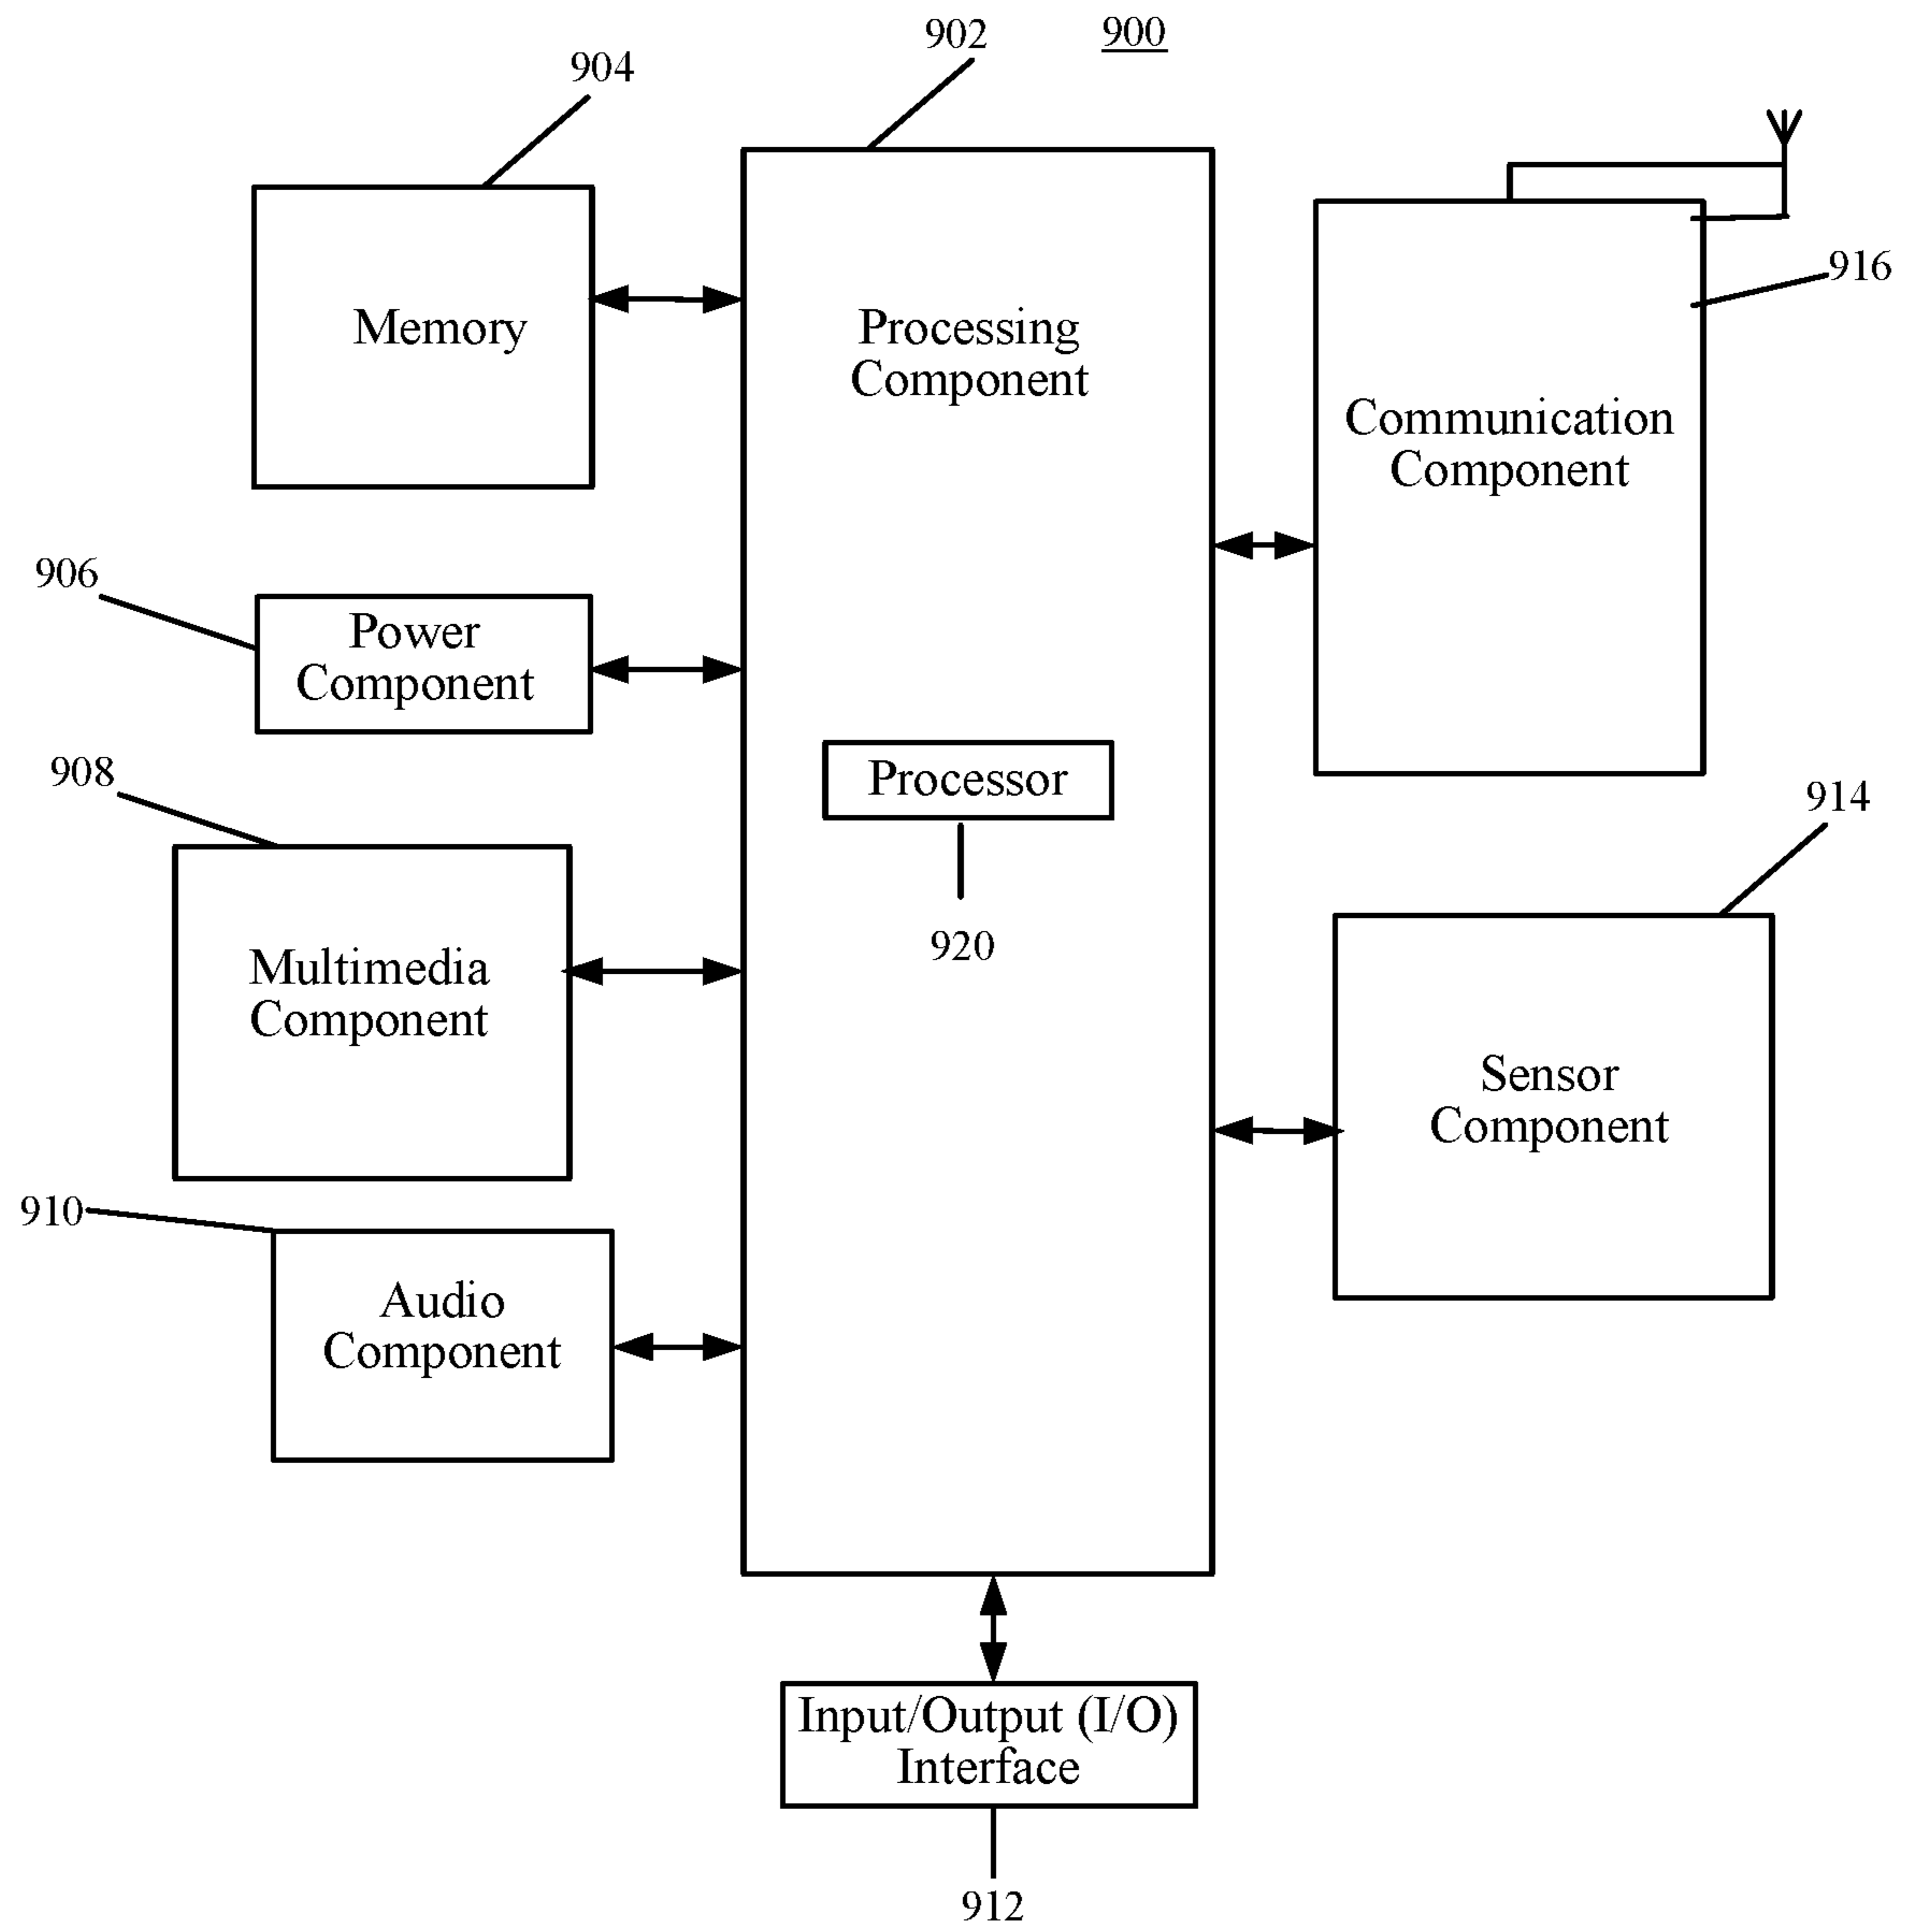 902
900
904
916
Memory
Processing
Component
Communication
Component
906
Power
Component
908
Processor
914
920
Multimedia
Component
Sensor
Component
910
Audio
Component
Input/Output (I/O)
Interface
912